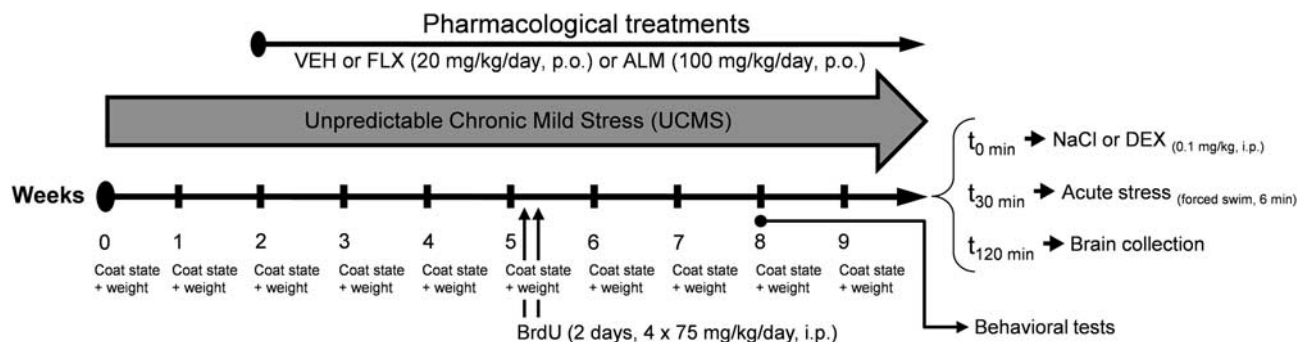 Pharmacological treatments
VEH or FLX (20 mg/kg/day, p.o.) or ALM (100 mg/kg/day, p.o.)
Unpredictable Chronic Mild Stress (UCMS)
t0 min NaCl or DEX (0.1 mg/kg, i.p.)
Weeks
t30 min Acute stress (forced swim, 6 min)
t120 min Brain collection
0 1 2 3 4 5 6 7 8 9
Coat state Coat state Coat state Coat state Coat state Coat state Coat state Coat state Coat state Coat state
+ weight + weight + weight + weight + weight + weight + weight + weight + weight + weight
BrdU (2 days, 4 x 75 mg/kg/day, i.p.)
Behavioral tests